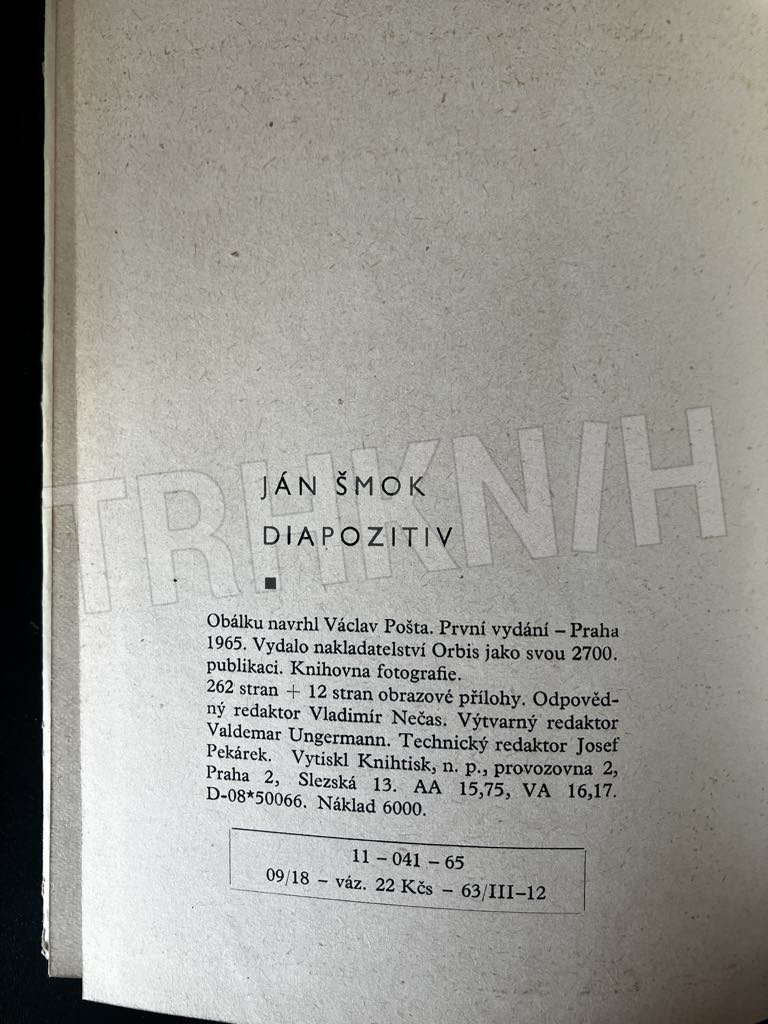 JÁN ŠMOK
DIAPOZITIV
Obálku navrhl Václav Pošta. První vydání – Praha
1965. Vydalo nakladatelství Orbis jako svou 2700.
publikaci. Knihovna fotografie.
262 stran + 12 stran obrazové přílohy. Odpověd-
ný redaktor Vladimír Nečas. Výtvarný redaktor
Valdemar Ungermann. Technický redaktor Josef
Pekárek. Vytiskl Knihtisk, n. p., provozovna 2,
Praha 2, Slezská 13. AA 15,75, VA 16,17.
D-08*50066. Náklad 6000.
11 – 041 – 65
09/18 – váz. 22 Kčs – 63/III–12
TRHKNIH